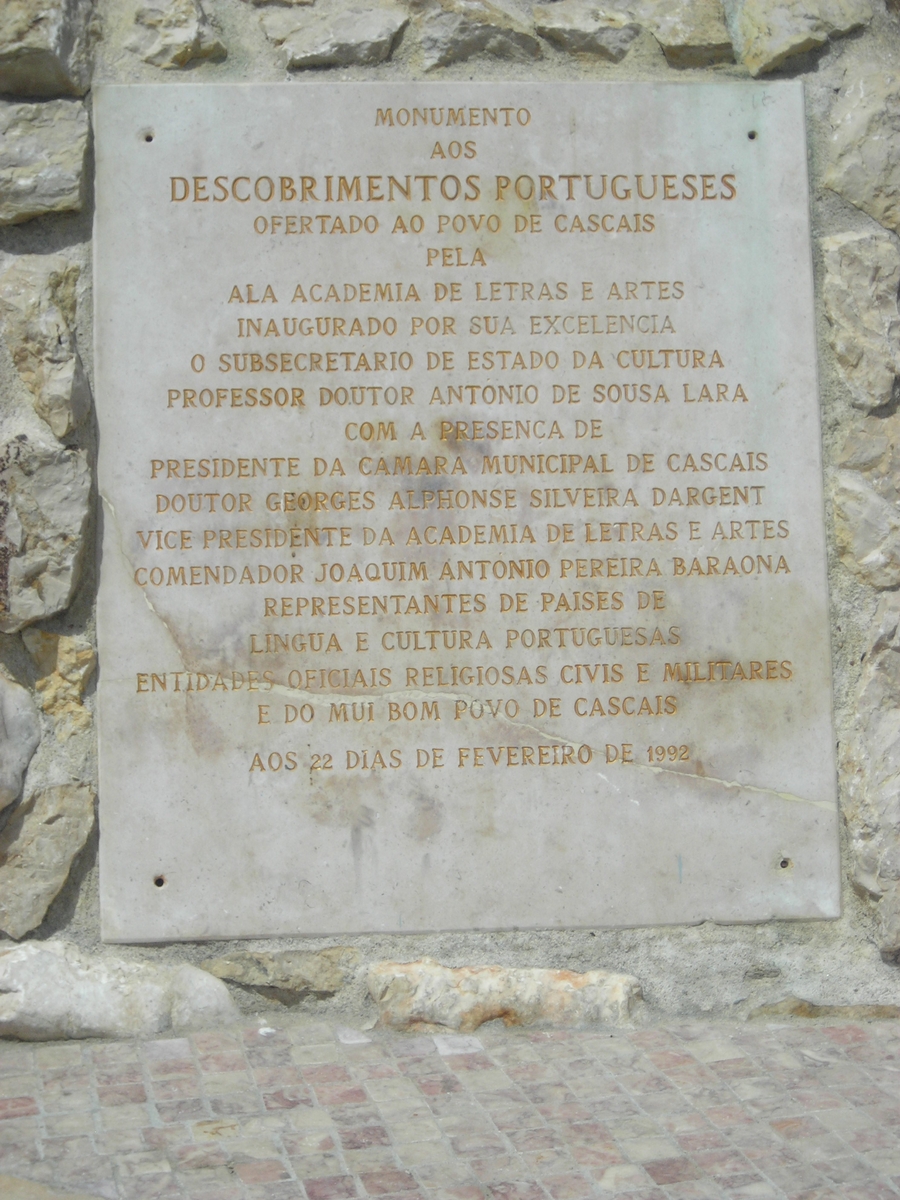 MONUMENTO
AOS
DESCOBRIMENTOS PORTUGUESES
OFERTADO AO POVO DE CASCAIS
PELA
ALA ACADEMIA DE LETRAS E ARTES
INAUGURADO POR SUA EXCELENCIA
O SUBSECRETARIO DE ESTADO DA CULTURA
PROFESSOR DOUTOR ANTÓNIO DE SOUSA LARA
COM A PRESENCA DE
PRESIDENTE DA CAMARA MUNICIPAL DE CASCAIS
DOUTOR GEORGES ALPHONSE SILVEIRA DARGENT
VICE PRESIDENTE DA ACADEMIA DE LETRAS E ARTES
COMENDADOR JOAQUIM ANTONIO PEREIRA BARAONA
REPRESENTANTES DE PAISES DE
LINGUA E CULTURA PORTUGUESAS
ENTIDADES OFICIAIS RELIGIOSAS CIVIS E MILITARES
E DO MUI BOM POVO DE CASCAIS
AOS 22 DIAS DE FEVEREIRO DE 1992